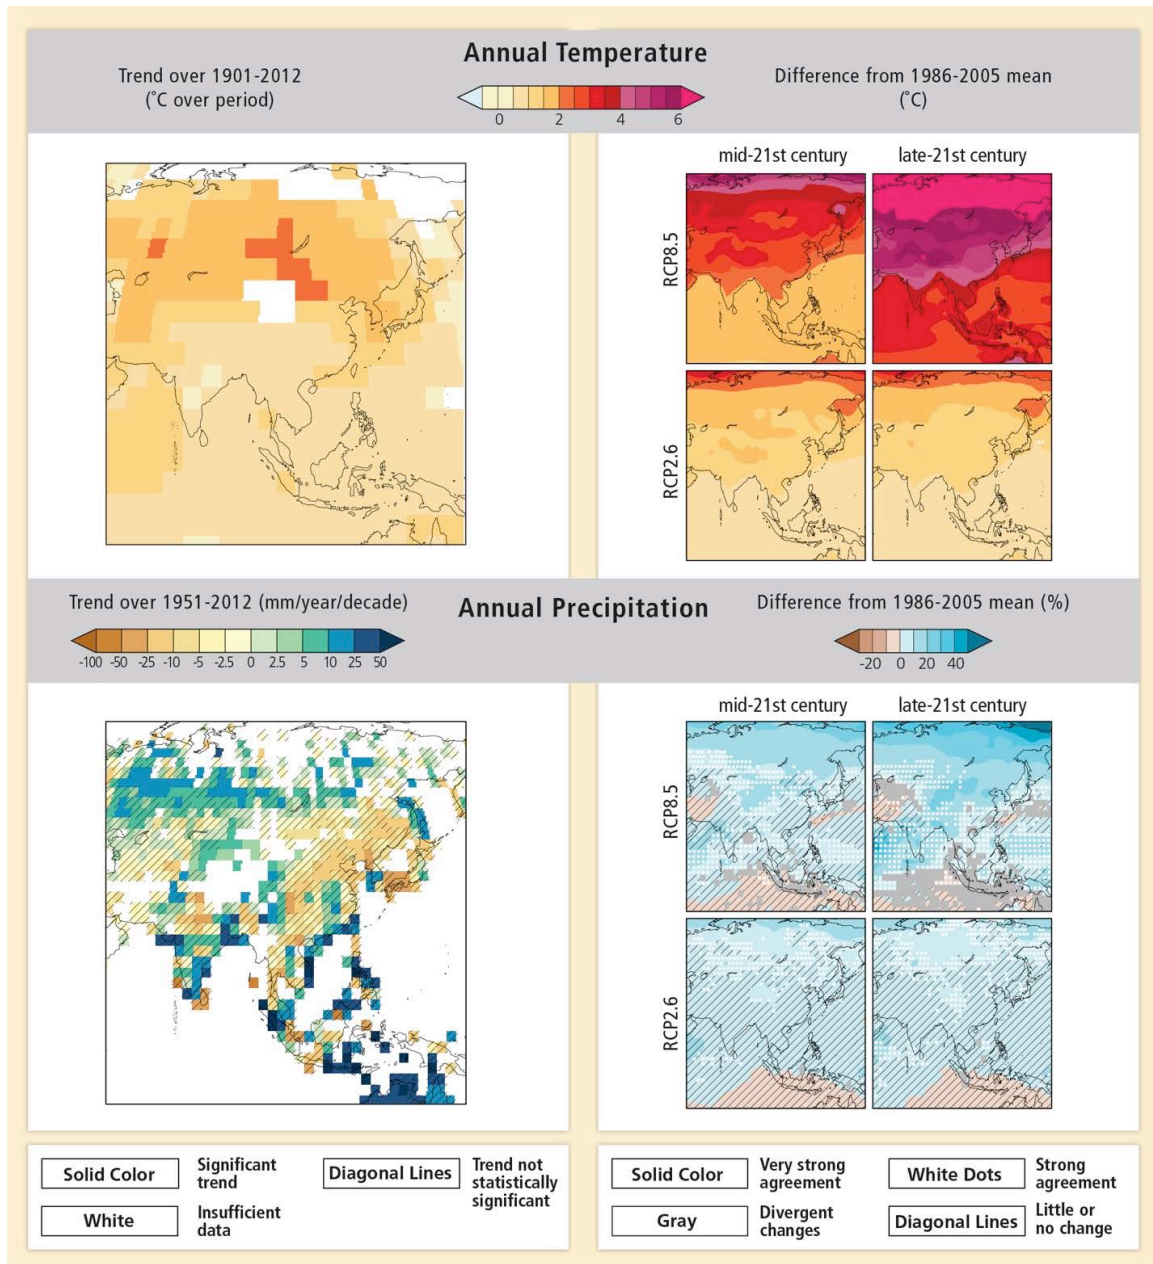 Annual Temperature
Trend over 1901-2012
(˚C over period)
0 2 4 6
Difference from 1986-2005 mean
(˚C)
mid-21st century late-21st century
RCP8.5
RCP2.6
Annual Precipitation
Trend over 1951-2012 (mm/year/decade)
-100 -50 -25 -10 -5 -2.5 0 2.5 5 10 25 50
Difference from 1986-2005 mean (%)
-20 0 20 40
mid-21st century late-21st century
RCP8.5
RCP2.6
Solid Color
Significant
trend
Diagonal Lines
Trend not
statistically
significant
White
Insufficient
data
Solid Color
Very strong
agreement
White Dots
Strong
agreement
Gray
Divergent
changes
Diagonal Lines
Little or
no change